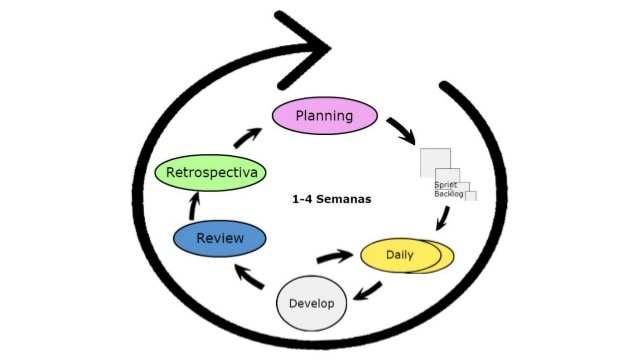 Planning
Retrospectiva
Sprint
Backlog
1-4 Semanas
Review
Daily
Develop